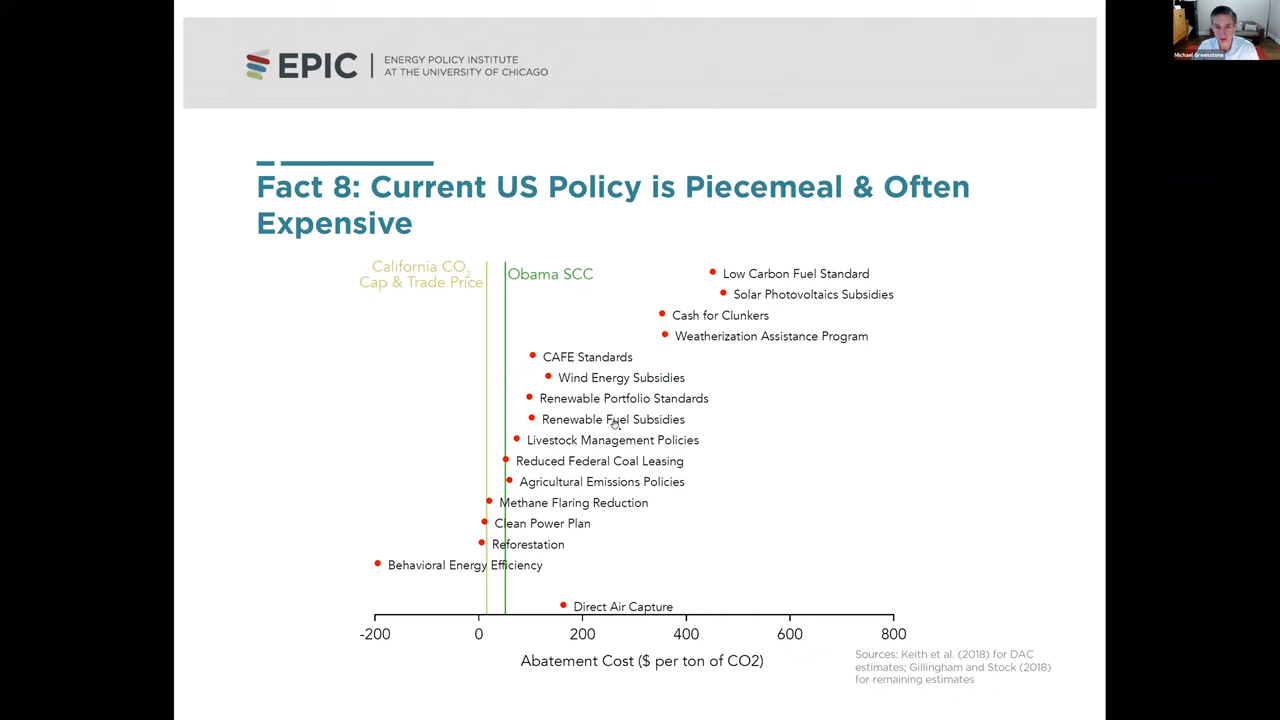 EPIC
ENERGY POLICY INSTITUTE
AT THE UNIVERSITY OF CHICAGO
Michael Greenstone
Fact 8: Current US Policy is Piecemeal & Often
Expensive
California CO2
Cap & Trade Price
Obama SCC
Low Carbon Fuel Standard
Solar Photovoltaics Subsidies
Cash for Clunkers
Weatherization Assistance Program
CAFE Standards
Wind Energy Subsidies
Renewable Portfolio Standards
Renewable Fuel Subsidies
Livestock Management Policies
Reduced Federal Coal Leasing
Agricultural Emissions Policies
Methane Flaring Reduction
Clean Power Plan
Reforestation
Behavioral Energy Efficiency
Direct Air Capture
-200 0 200 400 600 800
Abatement Cost ($ per ton of CO2)
Sources: Keith et al. (2018) for DAC
estimates; Gillingham and Stock (2018)
for remaining estimates